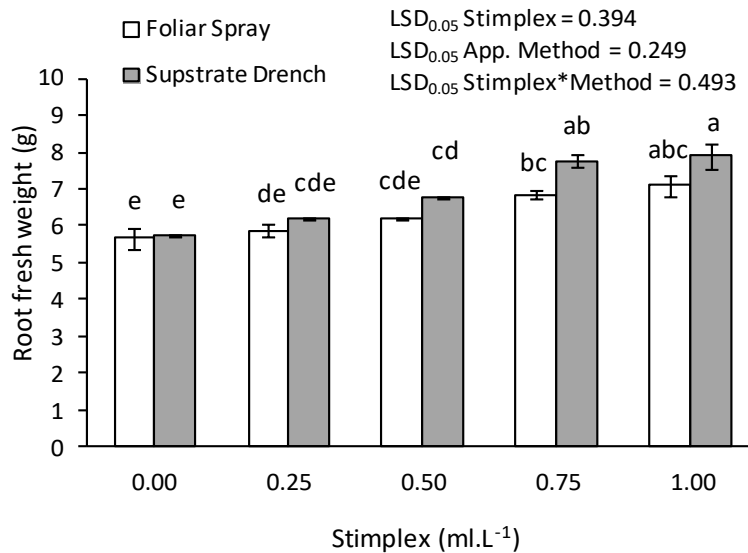 Foliar Spray
Supstrate Drench
LSD0.05 Stimplex = 0.394
LSD0.05 App. Method = 0.249
LSD0.05 Stimplex*Method = 0.493
Root fresh weight (g)
10
9
8
7
6
5
4
3
2
1
0
e e de cde cde cd bc ab abc a
0.00 0.25 0.50 0.75 1.00
Stimplex (ml.L-1)